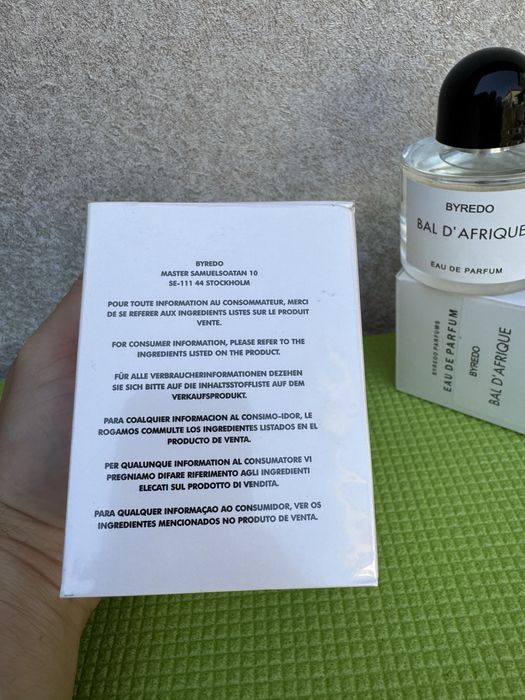 BYREDO
MASTER SAMUELSOATAN 10
SE-111 44 STOCKHOLM
POUR TOUTE INFORMATION AU CONSOMMATEUR, MERCI
DE SE REFERER AUX INGREDIENTS LISTES SUR LE PRODUIT
VENTE.
FOR CONSUMER INFORMATION, PLEASE REFER TO THE
INGREDIENTS LISTED ON THE PRODUCT.
FÜR ALLE VERBRAUCHERINFORMATIONEN DEZEHEN
SIE SICH BITTE AUF DIE INHALTSSTOFLISTE AUF DEM
VERKAUFSPRODUKT.
PARA COALQUIER INFORMACION AL CONSIMO-IDOR, LE
ROGAMOS COMMULTE LOS INGREDIENTES LISTADOS EN EL
PRODUCTO DE VENTA.
PER QUALUNQUE INFORMATION AL CONSUMATORE VI
PREGNIAMO DIFARE RIFERIMENTO AGLI INGREDIENTI
ELECATI SUL PRODOTTO DI VENDITA.
PARA QUALQUER INFORMAÇAO AO CONSUMIDOR, VER OS
INGREDIENTES MENCIONADOS NO PRODUTO DE VENTA.
BYREDO
BAL D'AFRIQUE
EAU DE PARFUM
BYREDO PARFUMS
EAU DE PARFUM
BYREDO
BAL D'AFRIQUE